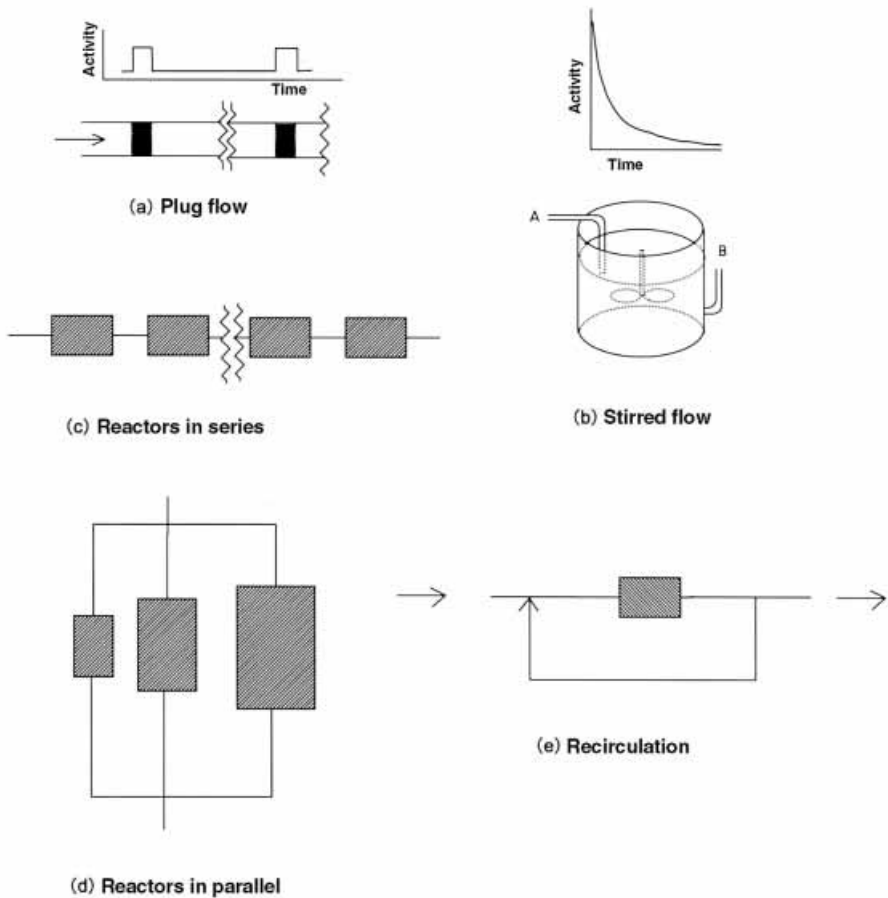 Activity
Time
(a) Plug flow
Activity
Time
A
B
(b) Stirred flow
(c) Reactors in series
(d) Reactors in parallel
(e) Recirculation